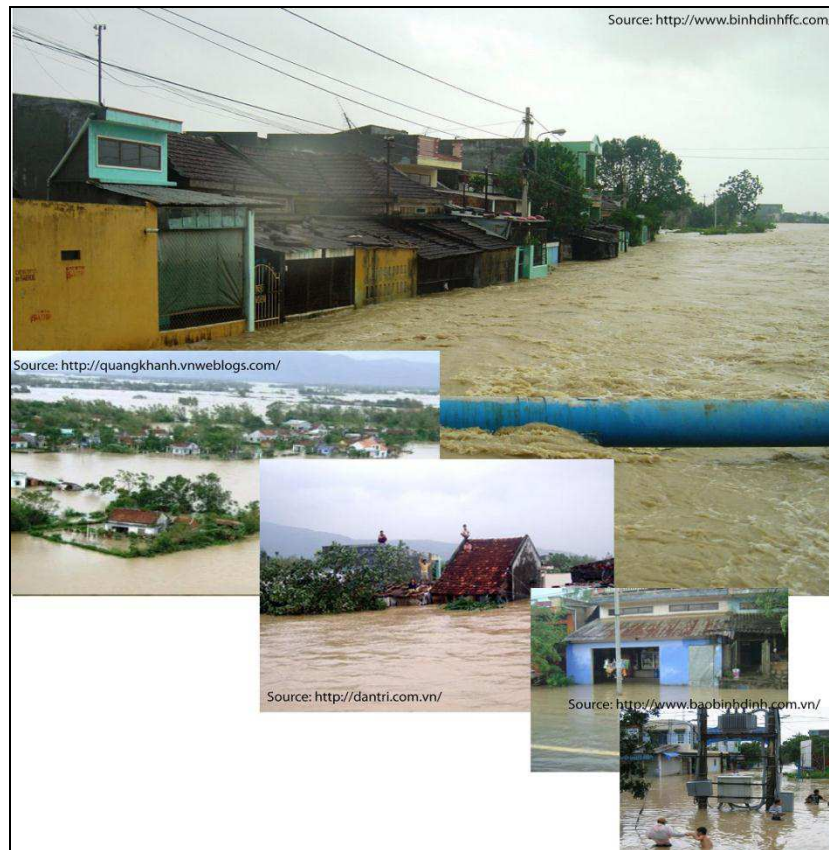 Source: http://www.binhdinhffc.com/
Source: http://quangkhanh.vnweblogs.com/
Source: http://dantri.com.vn/
Source: http://www.baobinhdinh.com.vn/